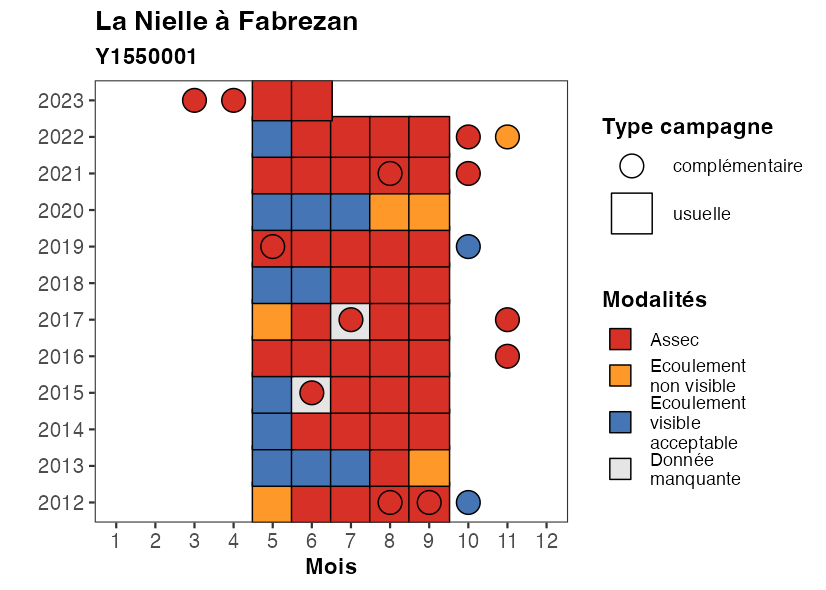 La Nielle à Fabrezan
Y1550001
2023
2022
2021
2020
2019
2018
2017
2016
2015
2014
2013
2012
1 2 3 4 5 6 7 8 9 10 11 12
Mois
Type campagne
complémentaire
usuelle
Modalités
Assec
Ecoulement
non visible
Ecoulement
visible
acceptable
Donnée
manquante